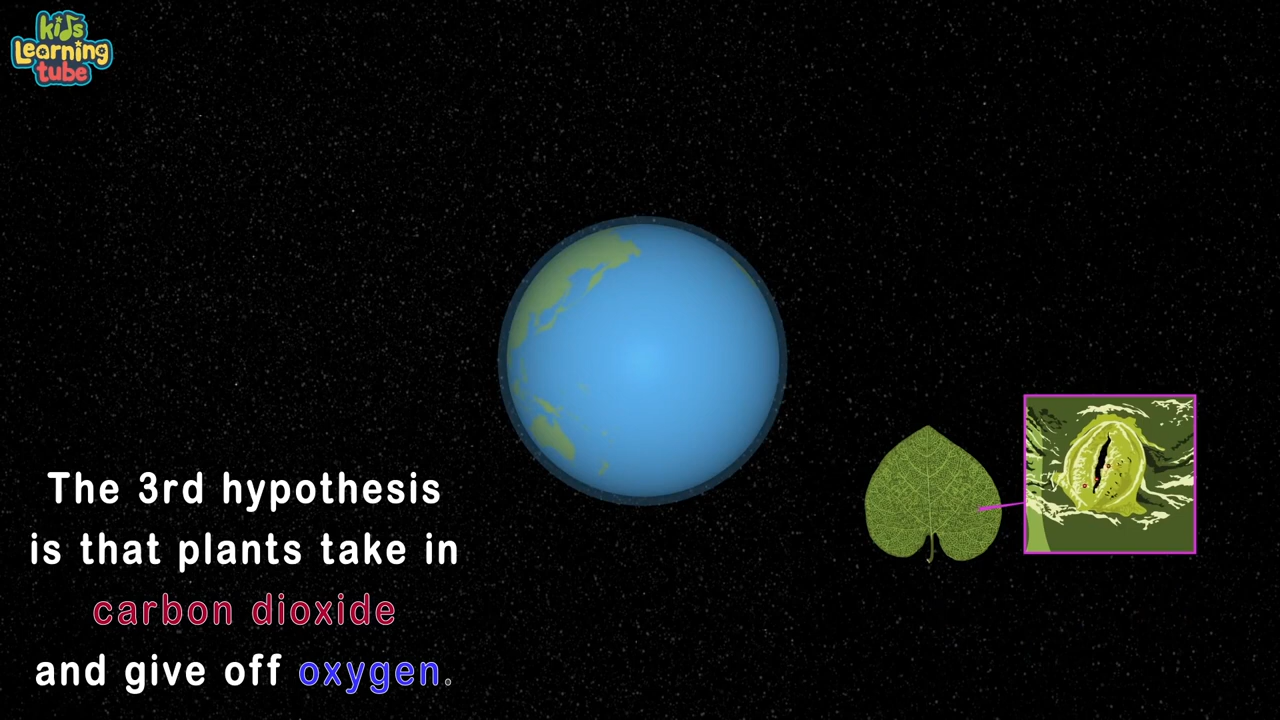 kids
Learning
tube
The 3rd hypothesis
is that plants take in
carbon dioxide
and give off oxygen.